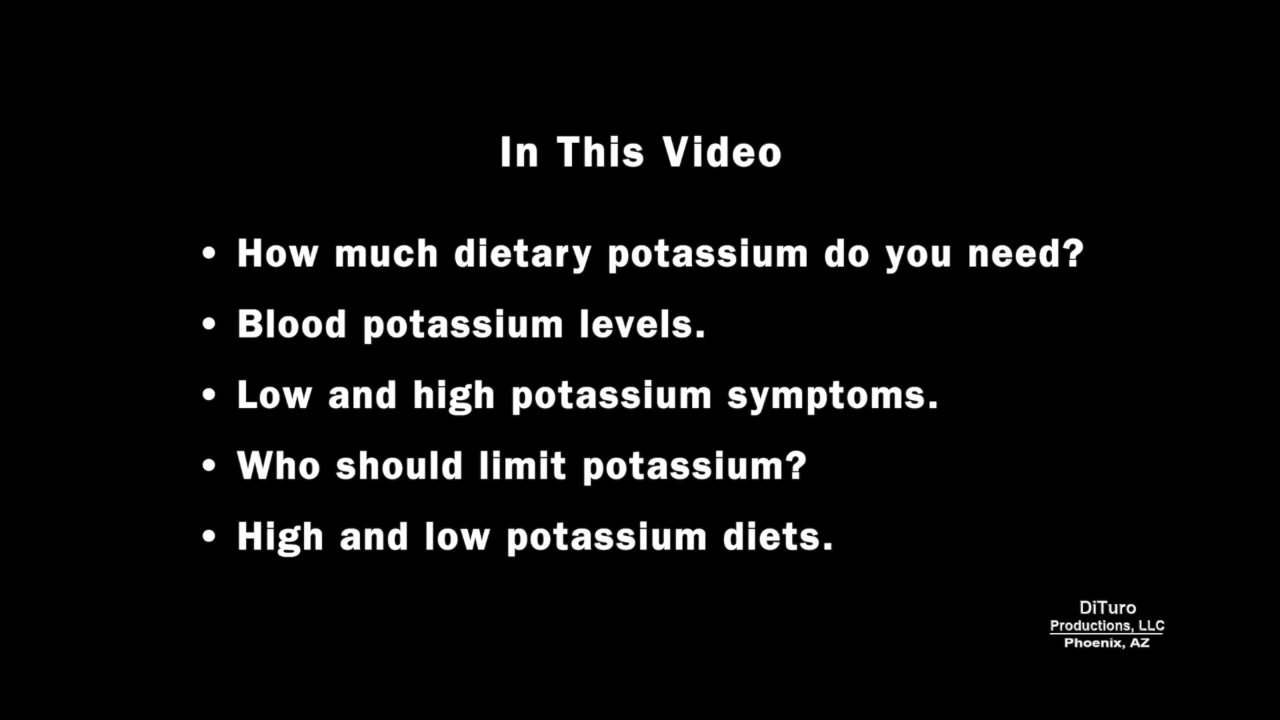 In This Video
• How much dietary potassium do you need?
• Blood potassium levels.
• Low and high potassium symptoms.
• Who should limit potassium?
• High and low potassium diets.
DiTuro
Productions, LLC
Phoenix, AZ